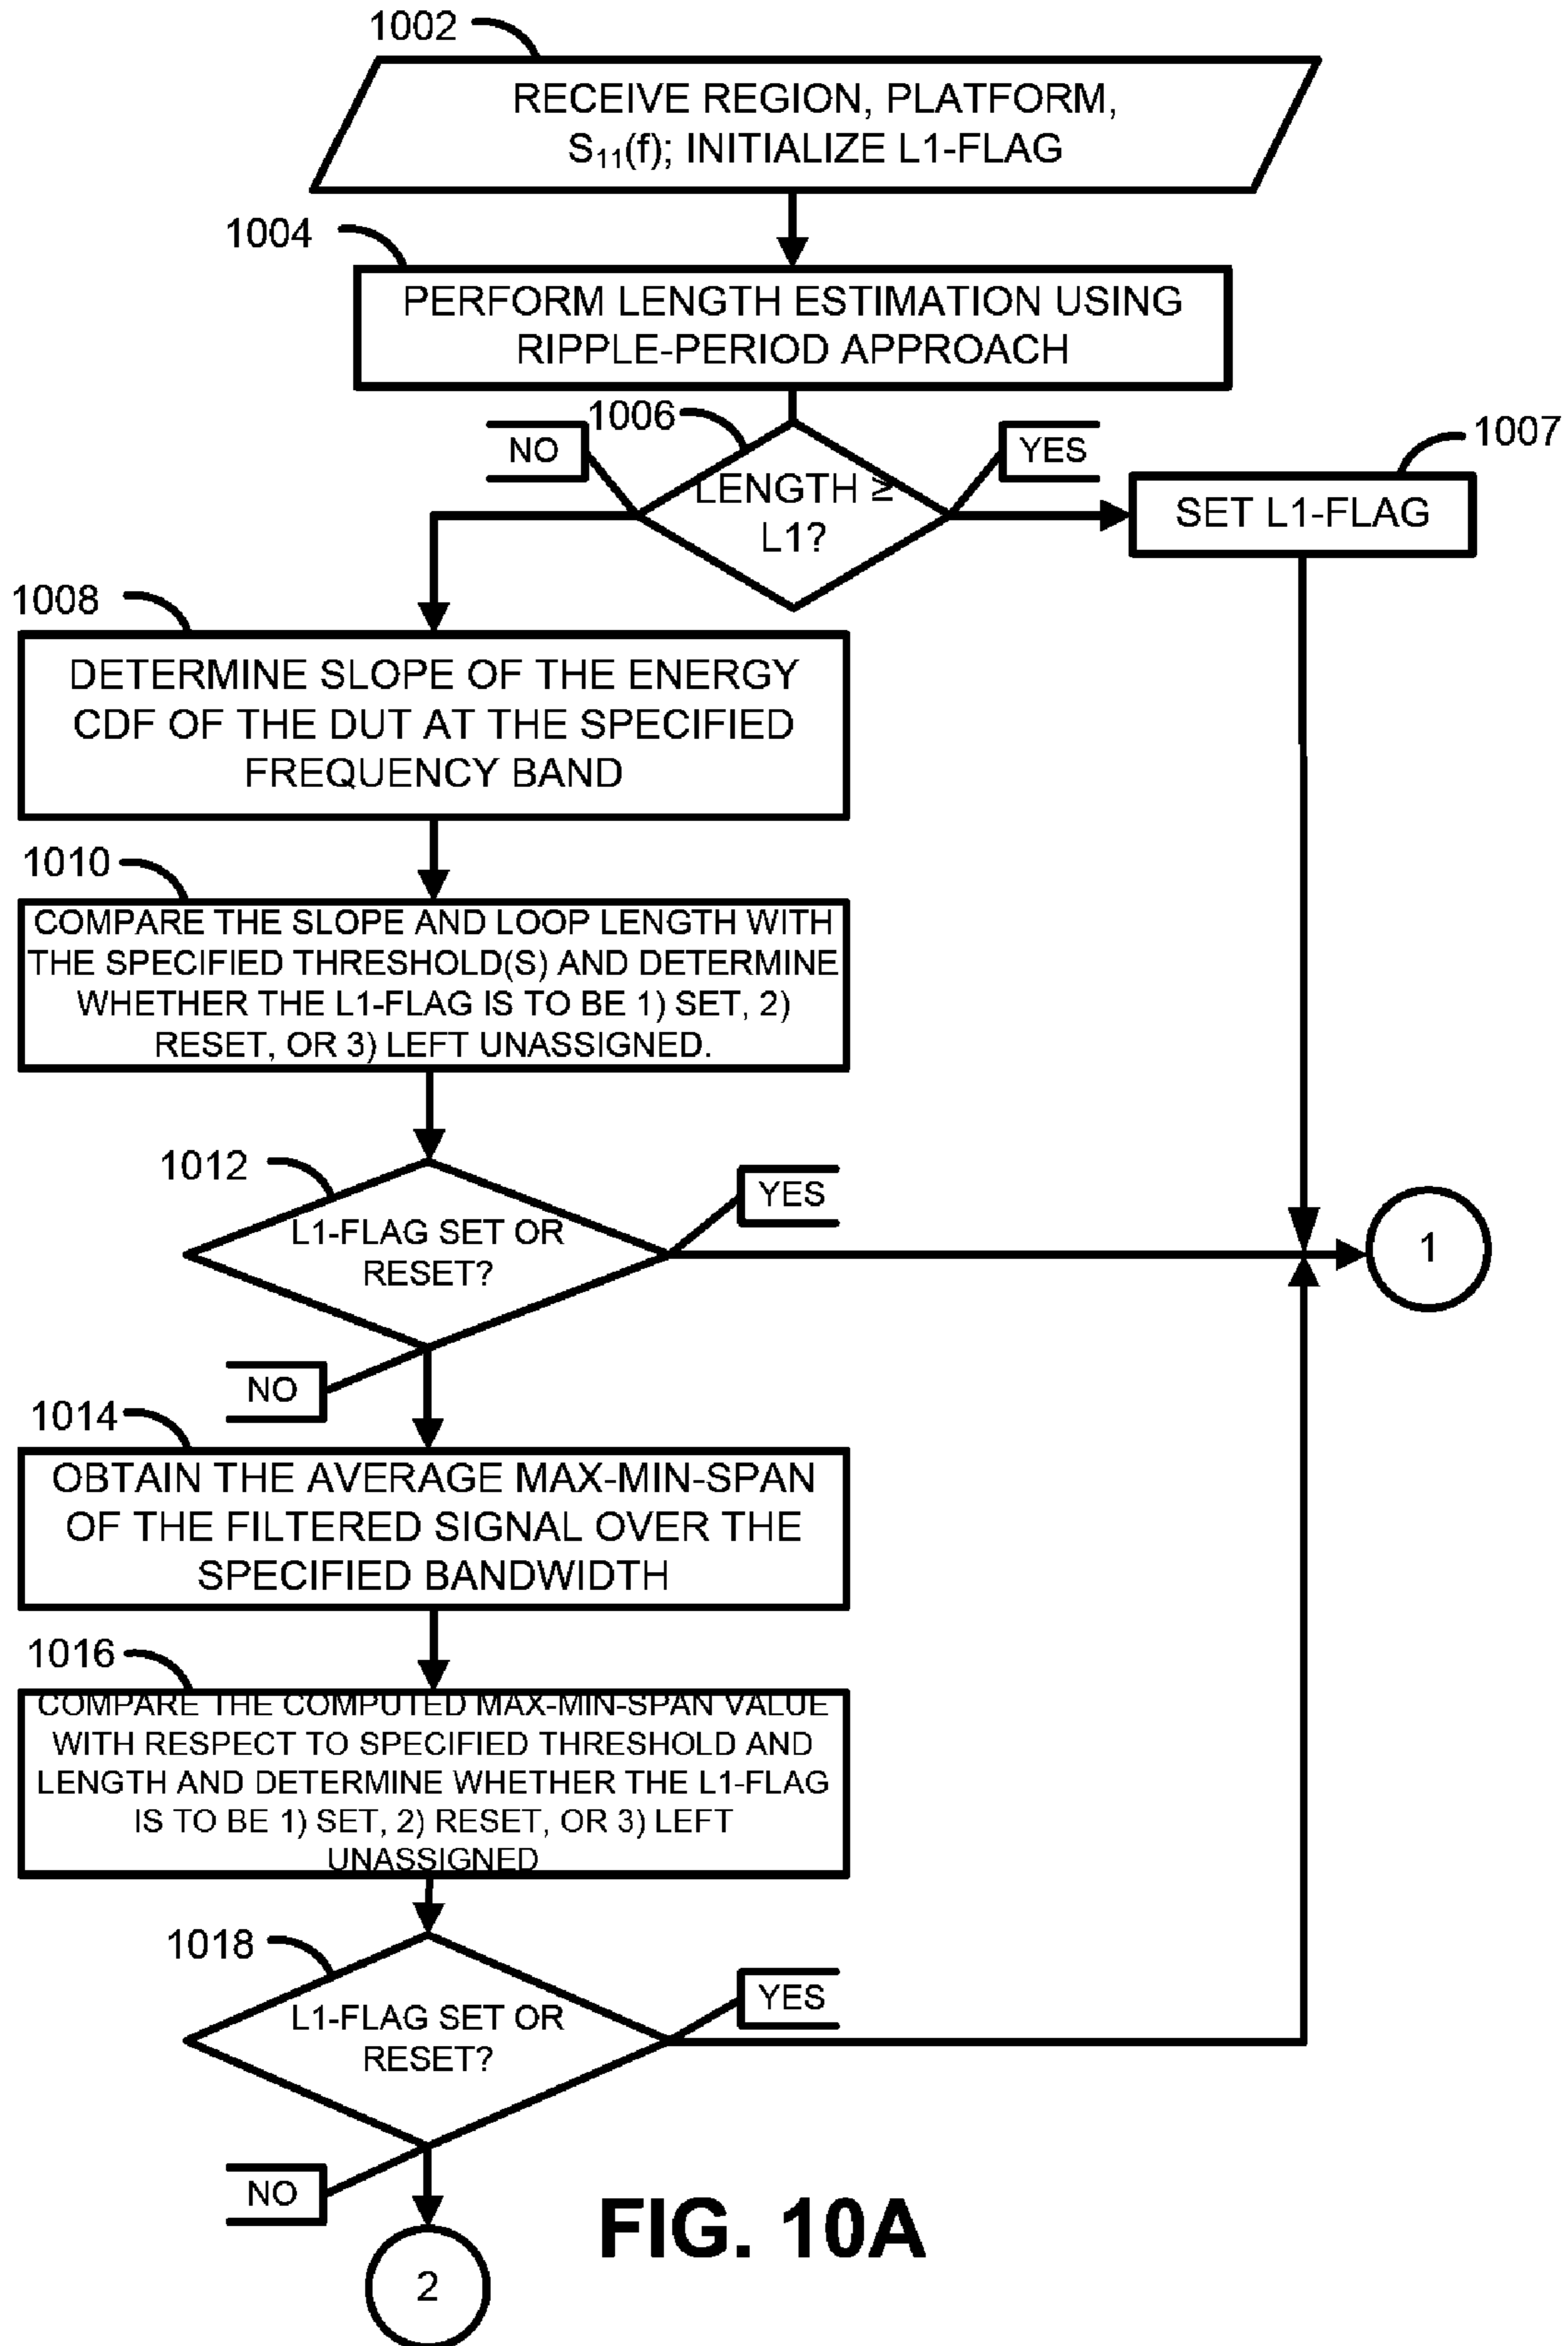 1002
RECEIVE REGION, PLATFORM,
S₁₁(f); INITIALIZE L1-FLAG
1004
PERFORM LENGTH ESTIMATION USING
RIPPLE-PERIOD APPROACH
1006
NO
YES
1007
LENGTH ≥
L1?
SET L1-FLAG
1008
DETERMINE SLOPE OF THE ENERGY
CDF OF THE DUT AT THE SPECIFIED
FREQUENCY BAND
1010
COMPARE THE SLOPE AND LOOP LENGTH WITH
THE SPECIFIED THRESHOLD(S) AND DETERMINE
WHETHER THE L1-FLAG IS TO BE 1) SET, 2)
RESET, OR 3) LEFT UNASSIGNED.
1012
YES
L1-FLAG SET OR
RESET?
1
NO
1014
OBTAIN THE AVERAGE MAX-MIN-SPAN
OF THE FILTERED SIGNAL OVER THE
SPECIFIED BANDWIDTH
1016
COMPARE THE COMPUTED MAX-MIN-SPAN VALUE
WITH RESPECT TO SPECIFIED THRESHOLD AND
LENGTH AND DETERMINE WHETHER THE L1-FLAG
IS TO BE 1) SET, 2) RESET, OR 3) LEFT
UNASSIGNED
1018
YES
L1-FLAG SET OR
RESET?
NO
FIG. 10A
2